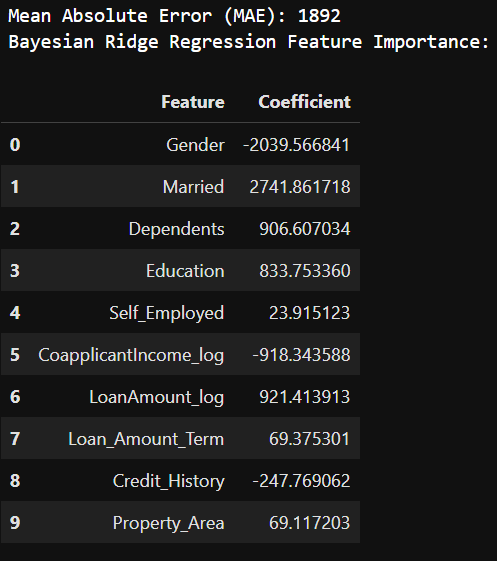 Mean Absolute Error (MAE): 1892
Bayesian Ridge Regression Feature Importance:
Feature Coefficient
0 Gender -2039.566841
1 Married 2741.861718
2 Dependents 906.607034
3 Education 833.753360
4 Self_Employed 23.915123
5 CoapplicantIncome_log -918.343588
6 LoanAmount_log 921.413913
7 Loan_Amount_Term 69.375301
8 Credit_History -247.769062
9 Property_Area 69.117203